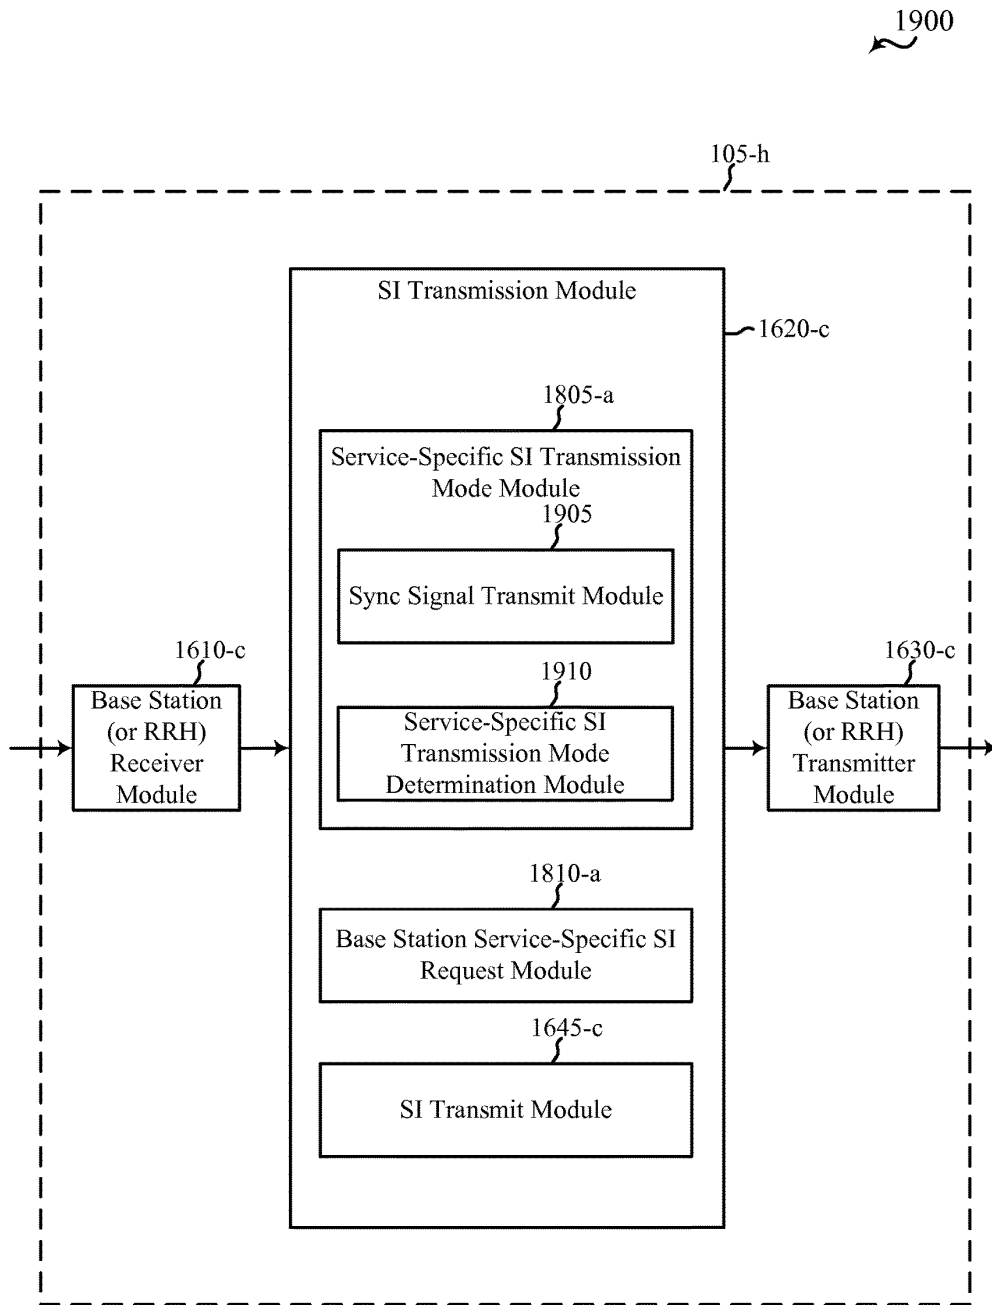 1900
105-h
SI Transmission Module
1620-c
1805-a
Service-Specific SI Transmission
Mode Module
1905
Sync Signal Transmit Module
1610-c
Base Station
(or RRH)
Receiver
Module
1910
Service-Specific SI
Transmission Mode
Determination Module
1630-c
Base Station
(or RRH)
Transmitter
Module
1810-a
Base Station Service-Specific SI
Request Module
1645-c
SI Transmit Module